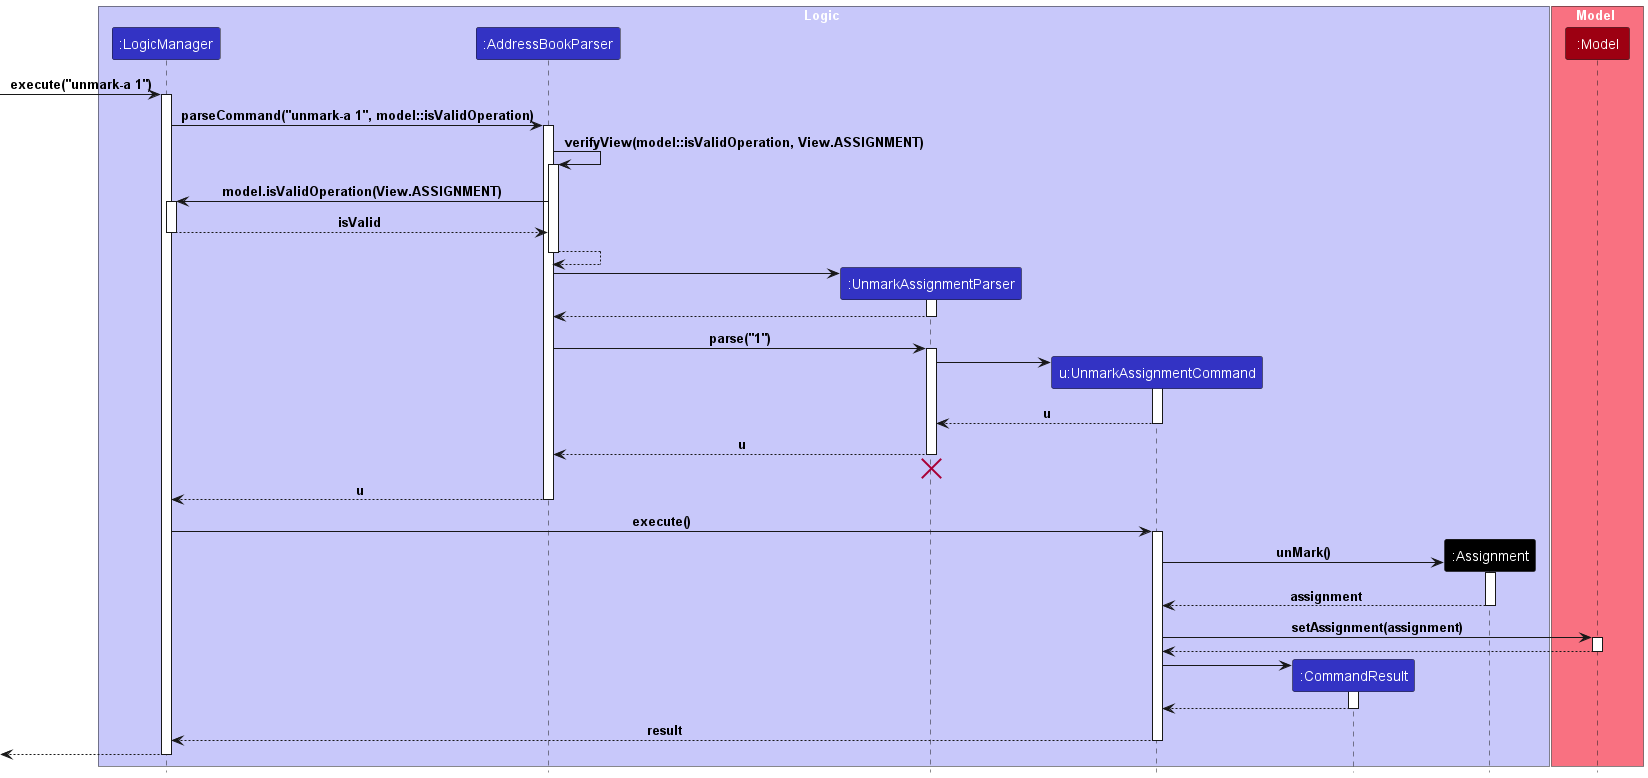 Logic
Model
:LogicManager
:AddressBookParser
:Model
execute("unmark-a 1")
parseCommand("unmark-a 1", model::isValidOperation)
verifyView(model::isValidOperation, View.ASSIGNMENT)
model.isValidOperation(View.ASSIGNMENT)
isValid
:UnmarkAssignmentParser
parse("1")
u:UnmarkAssignmentCommand
u
u
u
execute()
unMark()
:Assignment
assignment
setAssignment(assignment)
:CommandResult
result